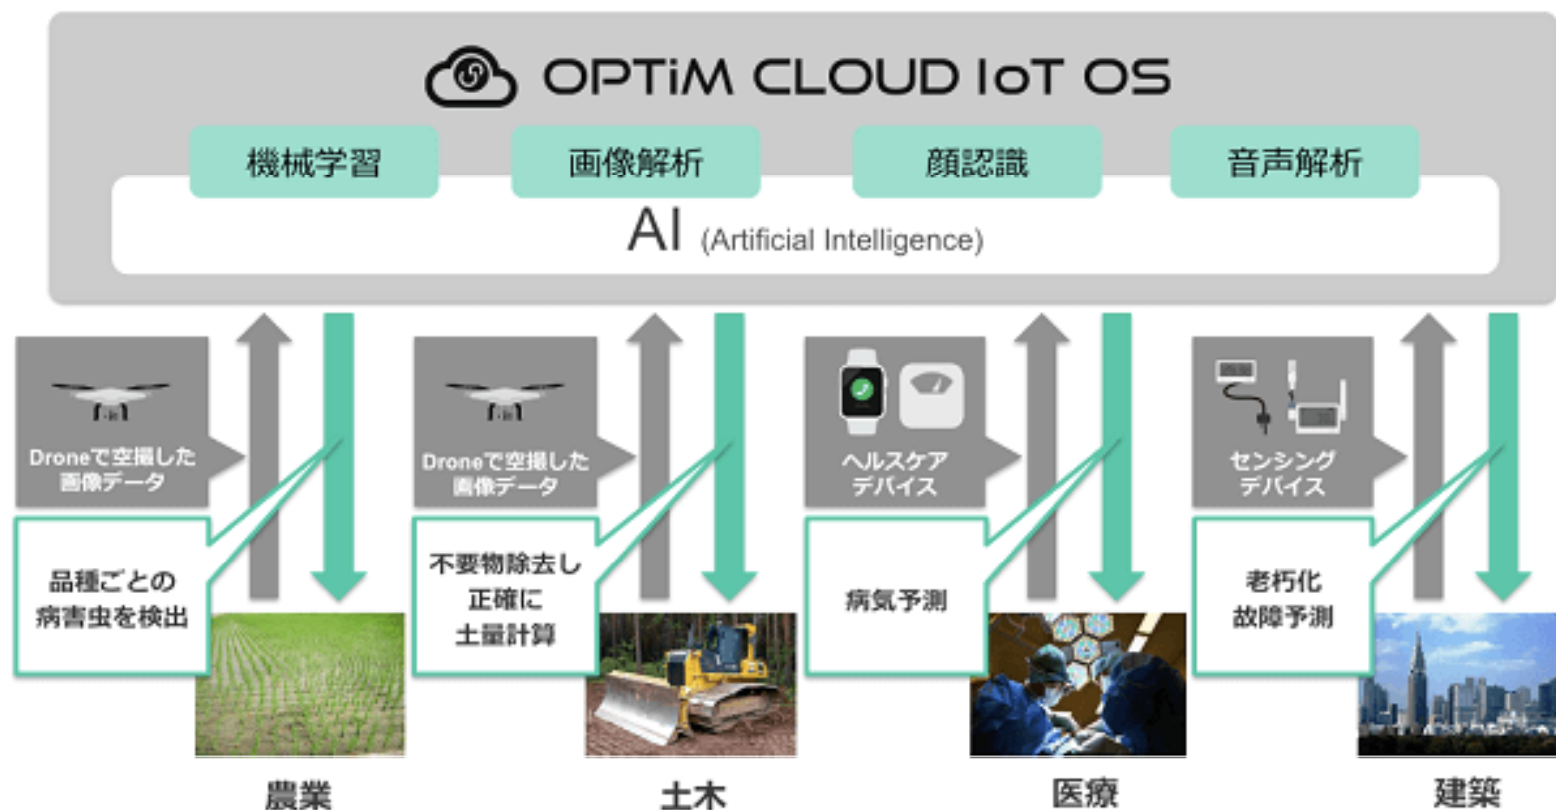 OPTiM CLOUD IoT OS
機械学習
画像解析
顔認識
音声解析
AI (Artificial Intelligence)
Droneで空撮した
画像データ
品種ごとの
病害虫を検出
農業
Droneで空撮した
画像データ
不要物除去し
正確に
土量計算
土木
ヘルスケア
デバイス
病気予測
医療
センシング
デバイス
老朽化
故障予測
建築